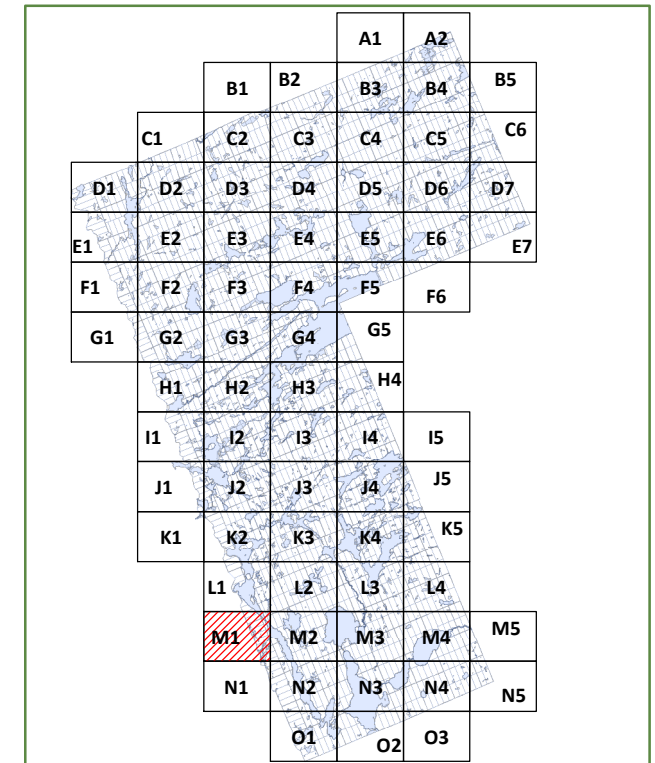 A1 A2
B1 B2 B3 B4 B5
C1 C2 C3 C4 C5 C6
D1 D2 D3 D4 D5 D6 D7
E1 E2 E3 E4 E5 E6 E7
F1 F2 F3 F4 F5 F6
G1 G2 G3 G4 G5
H1 H2 H3 H4
I1 I2 I3 I4 I5
J1 J2 J3 J4 J5
K1 K2 K3 K4 K5
L1 L2 L3 L4
M1 M2 M3 M4 M5
N1 N2 N3 N4 N5
O1 O2 O3